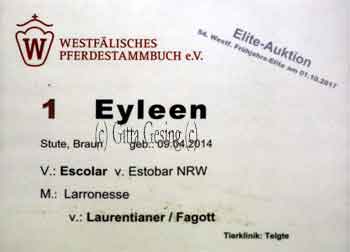 W
WESTFÄLISCHES
PFERDESTAMMBUCH e.V.
Elite-Auktion
54. Westf. Frühjahrs-Elite am 01.10.2017
1 Eyleen
(c) Gitta Gesing (c)
Stute, Braun geb.: 09.04.2014
V.: Escolar v. Estobar NRW
M.: Larronesse
v.: Laurentianer / Fagott
Tierklinik: Telgte